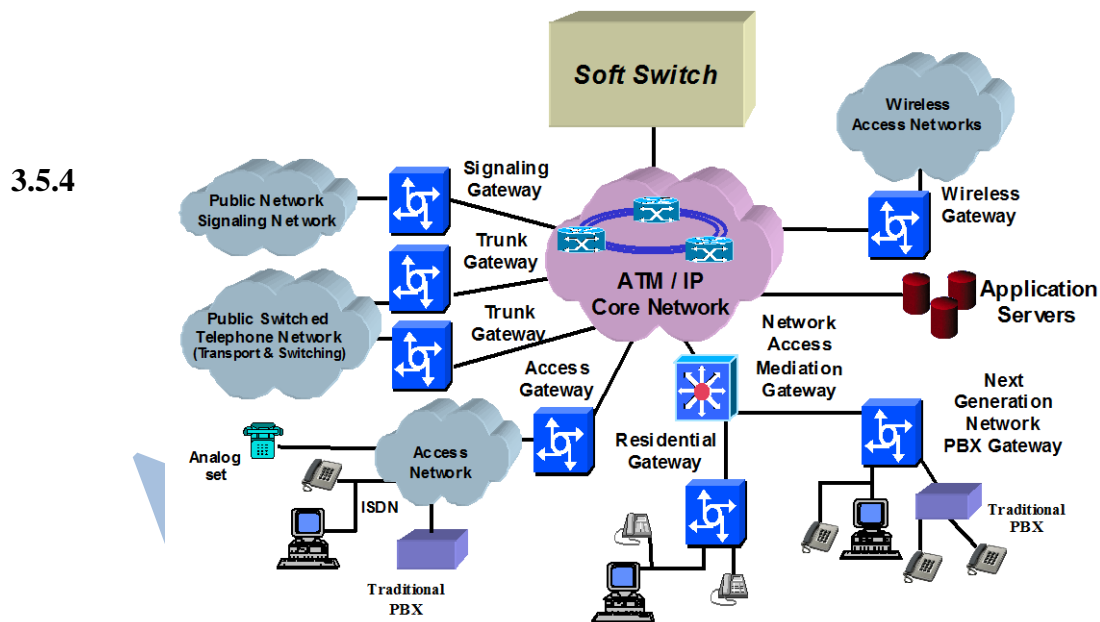 Soft Switch
Wireless
Access Networks
3.5.4
Signaling
Gateway
Public Network
Signaling Network
Wireless
Gateway
Trunk
Gateway
ATM / IP
Core Network
Application
Servers
Public Switched
Telephone Network
(Transport & Switching)
Trunk
Gateway
Network
Access
Mediation
Gateway
Access
Gateway
Next
Generation
Network
PBX Gateway
Residential
Gateway
Analog
set
Access
Network
ISDN
Traditional
PBX
Traditional
PBX